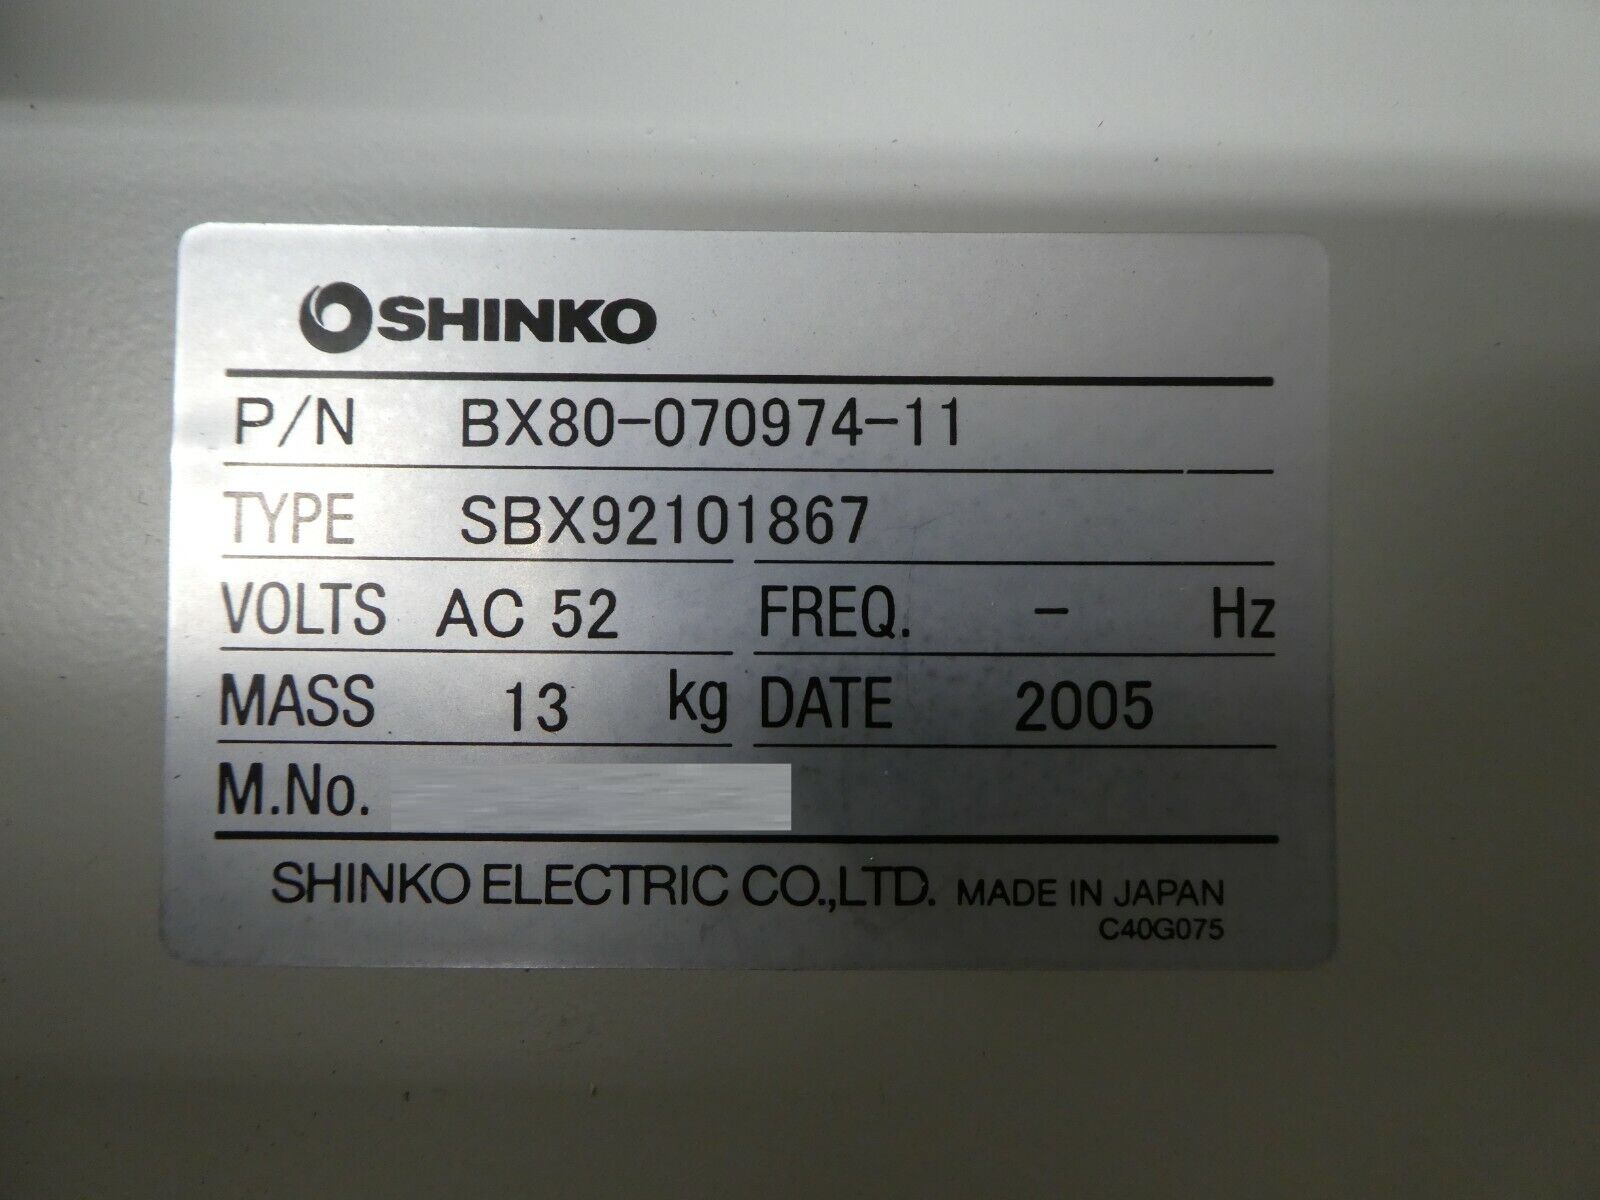 SHINKO
P/N BX80-070974-11
TYPE SBX92101867
VOLTS AC 52 FREQ. - Hz
MASS 13 kg DATE 2005
M.No.
SHINKO ELECTRIC CO.,LTD. MADE IN JAPAN
C40G075